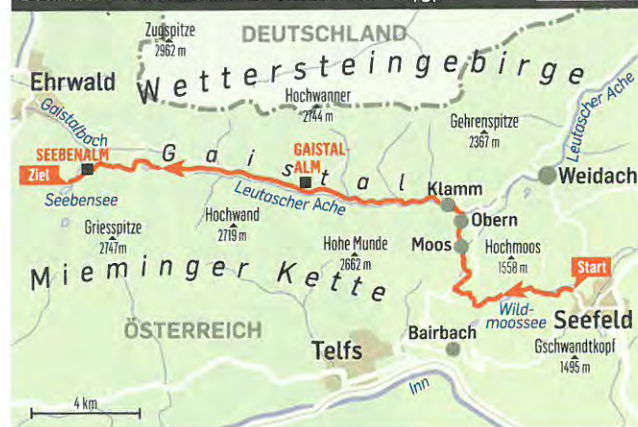 Zugspitze
2962 m
DEUTSCHLAND
Wettersteingebirge
Ehrwald
Gaistalbach
Hochwanner
2744 m
Gehrenspitze
2367 m
Leutascher Ache
SEEBENALM
Ziel
Gaistal
GAISTAL-
ALM
Leutascher Ache
Klamm
Weidach
Seebensee
Obern
Griesspitze
2747m
Hochwand
2719 m
Hohe Munde
2662 m
Moos
Hochmoos
1558 m
Start
Mieminger Kette
Wild-
moossee
Seefeld
ÖSTERREICH
Telfs
Bairbach
Gschwandtkopf
1495 m
Inn
4 km